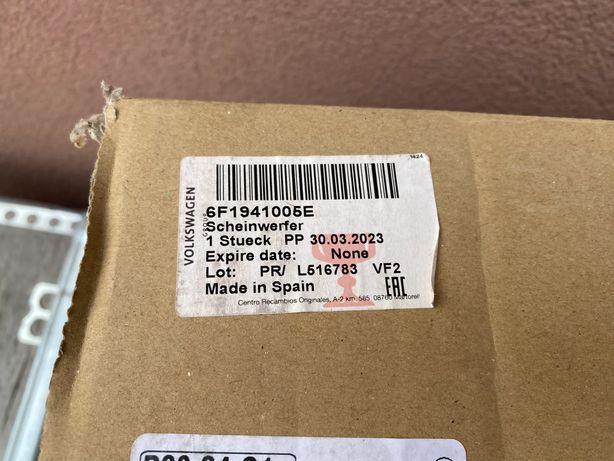 1424
VOLKSWAGEN
GROUP
6F1941005E
Scheinwerfer
1 Stueck PP 30.03.2023
Expire date: None
Lot: PR/ L516783 VF2
Made in Spain EAC
Centro Recambios Originales, A-2 km. 585 08760 Martorell